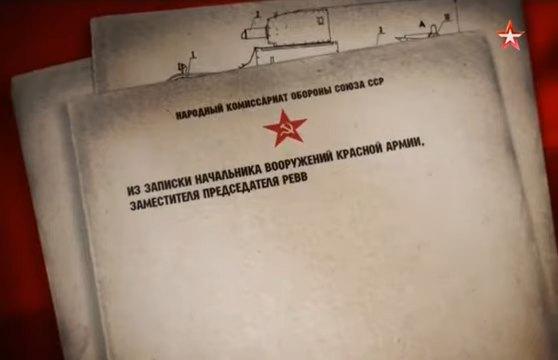 НАРОДНЫЙ КОМИССАРИАТ ОБОРОНЫ СОЮЗА ССР
ИЗ ЗАПИСКИ НАЧАЛЬНИКА ВООРУЖЕНИЙ КРАСНОЙ АРМИИ,
ЗАМЕСТИТЕЛЯ ПРЕДСЕДАТЕЛЯ РЕВВ